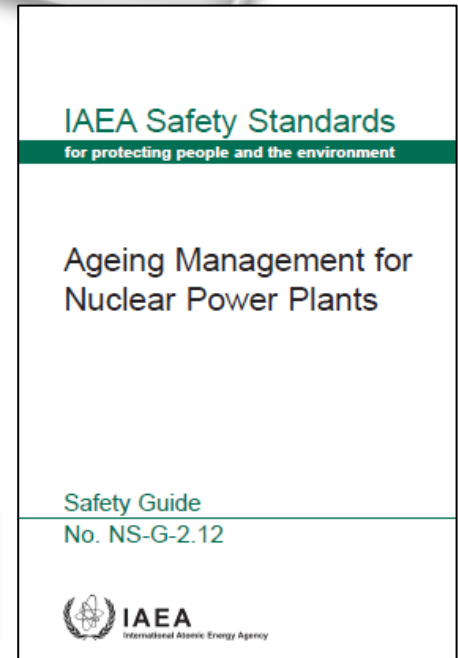 IAEA Safety Standards
for protecting people and the environment
Ageing Management for
Nuclear Power Plants
Safety Guide
No. NS-G-2.12
IAEA
International Atomic Energy Agency